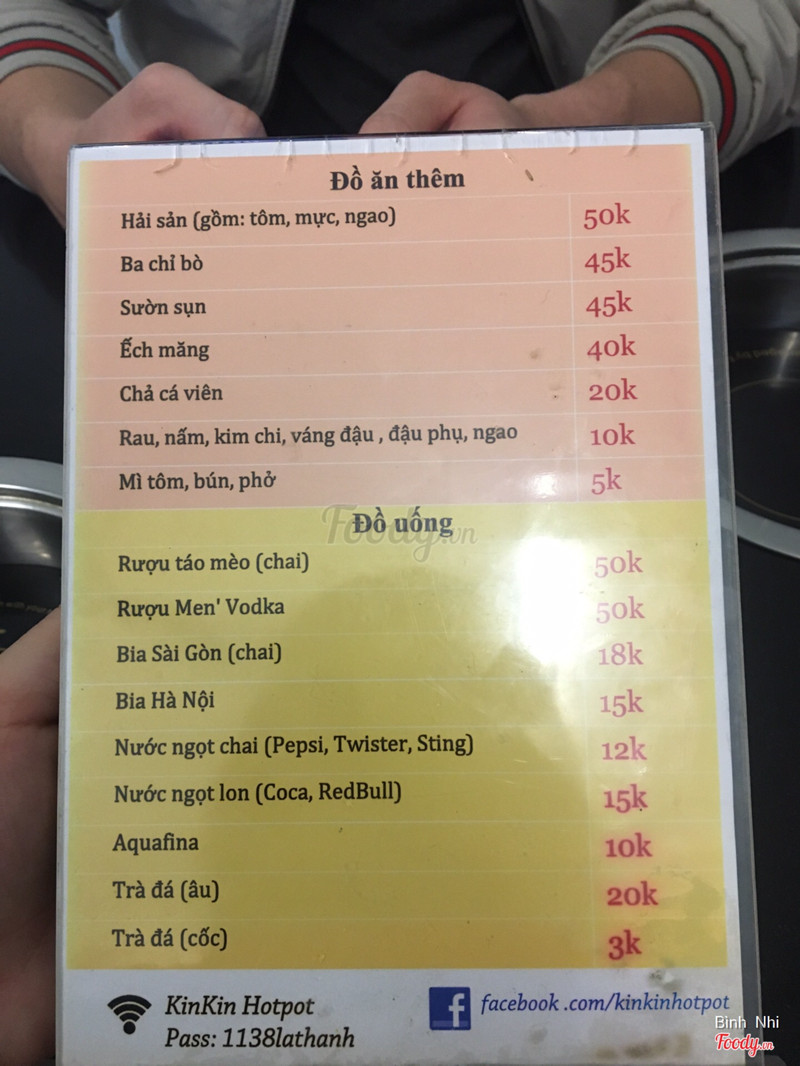 Đồ ăn thêm
Hải sản (gồm: tôm, mực, ngao) 50k
Ba chỉ bò 45k
Sườn sụn 45k
Ếch măng 40k
Chả cá viên 20k
Rau, nấm, kim chi, váng đậu , đậu phụ, ngao 10k
Mì tôm, bún, phở 5k
Foody.vn
Đồ uống
Rượu táo mèo (chai) 50k
Rượu Men' Vodka 50k
Bia Sài Gòn (chai) 18k
Bia Hà Nội 15k
Nước ngọt chai (Pepsi, Twister, Sting) 12k
Nước ngọt lon (Coca, RedBull) 15k
Aquafina 10k
Trà đá (âu) 20k
Trà đá (cốc) 3k
KinKin Hotpot
Pass: 1138lathanh
facebook .com/kinkinhotpot
Bình Nhi
Foody.vn